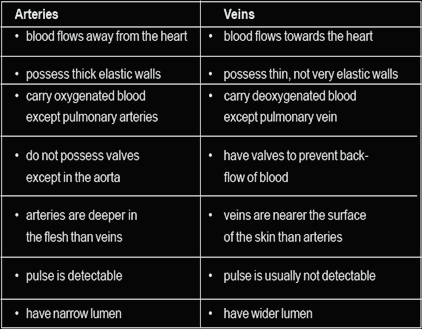 Arteries Veins
• blood flows away from the heart • blood flows towards the heart
• possess thick elastic walls • possess thin, not very elastic walls
• carry oxygenated blood • carry deoxygenated blood
except pulmonary arteries except pulmonary vein
• do not possess valves • have valves to prevent back-
except in the aorta flow of blood
• arteries are deeper in • veins are nearer the surface
the flesh than veins of the skin than arteries
• pulse is detectable • pulse is usually not detectable
• have narrow lumen • have wider lumen